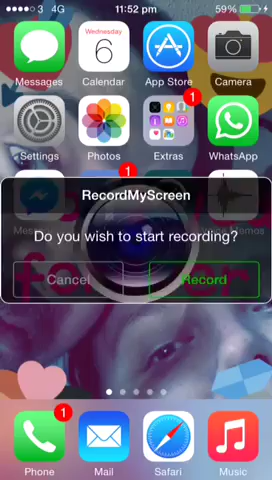 3 4G 11:52 pm 59%
Wednesday
6
Messages Calendar App Store Camera
1
Settings Photos Extras WhatsApp
1
RecordMyScreen
Do you wish to start recording?
Cancel Record
1
Phone Mail Safari Music